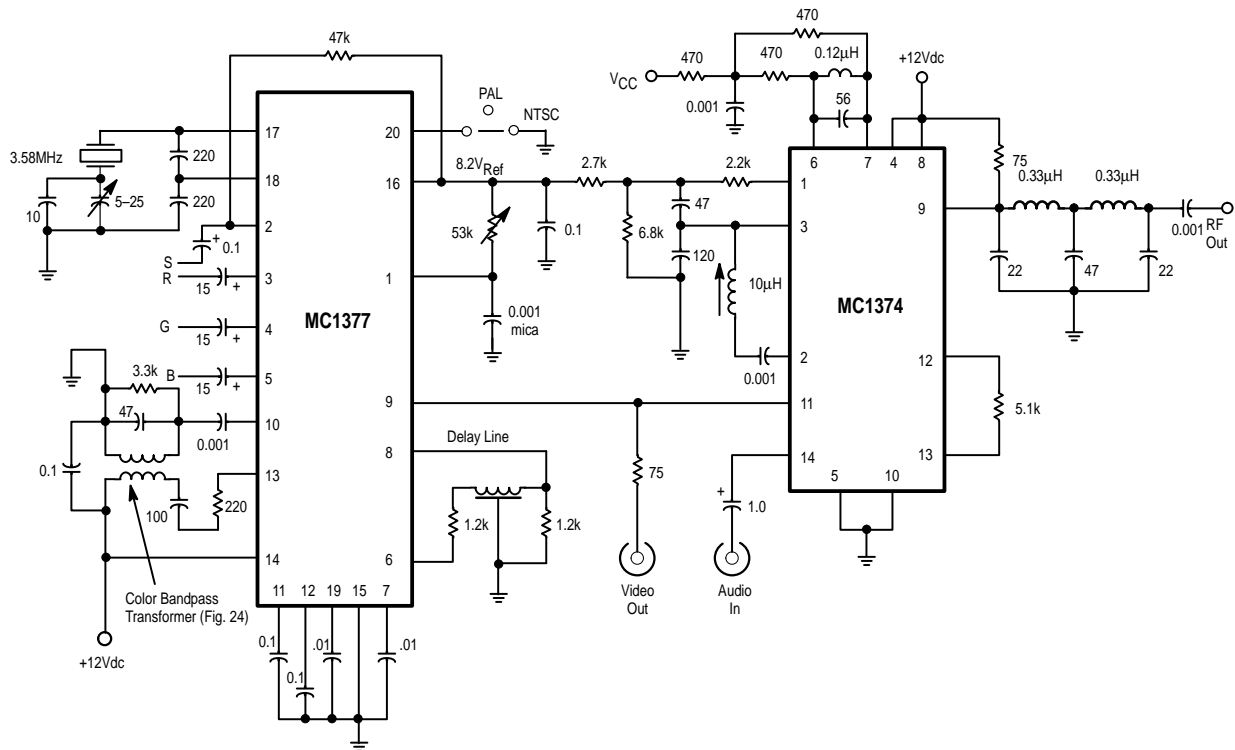 470
47k
470
470
0.12µH
+12Vdc
VCC
PAL
NTSC
0.001
56
17
20
3.58MHz
220
8.2VRef
6
7
4
8
75
0.33µH
0.33µH
18
16
2.7k
2.2k
1
10
5–25
220
47
9
0.001
RF
Out
2
53k
0.1
6.8k
3
+
0.1
S
R
15
+
3
1
120
22
47
22
10µH
MC1377
0.001
mica
MC1374
G
15
+
4
2
12
3.3k
B
15
+
5
0.001
9
11
5.1k
47
0.001
10
Delay Line
8
14
13
0.1
13
75
+
5
10
100
220
1.2k
1.2k
1.0
14
6
Color Bandpass
Transformer (Fig. 24)
11
12
19
15
7
Video
Out
Audio
In
+12Vdc
0.1
0.1
.01
.01